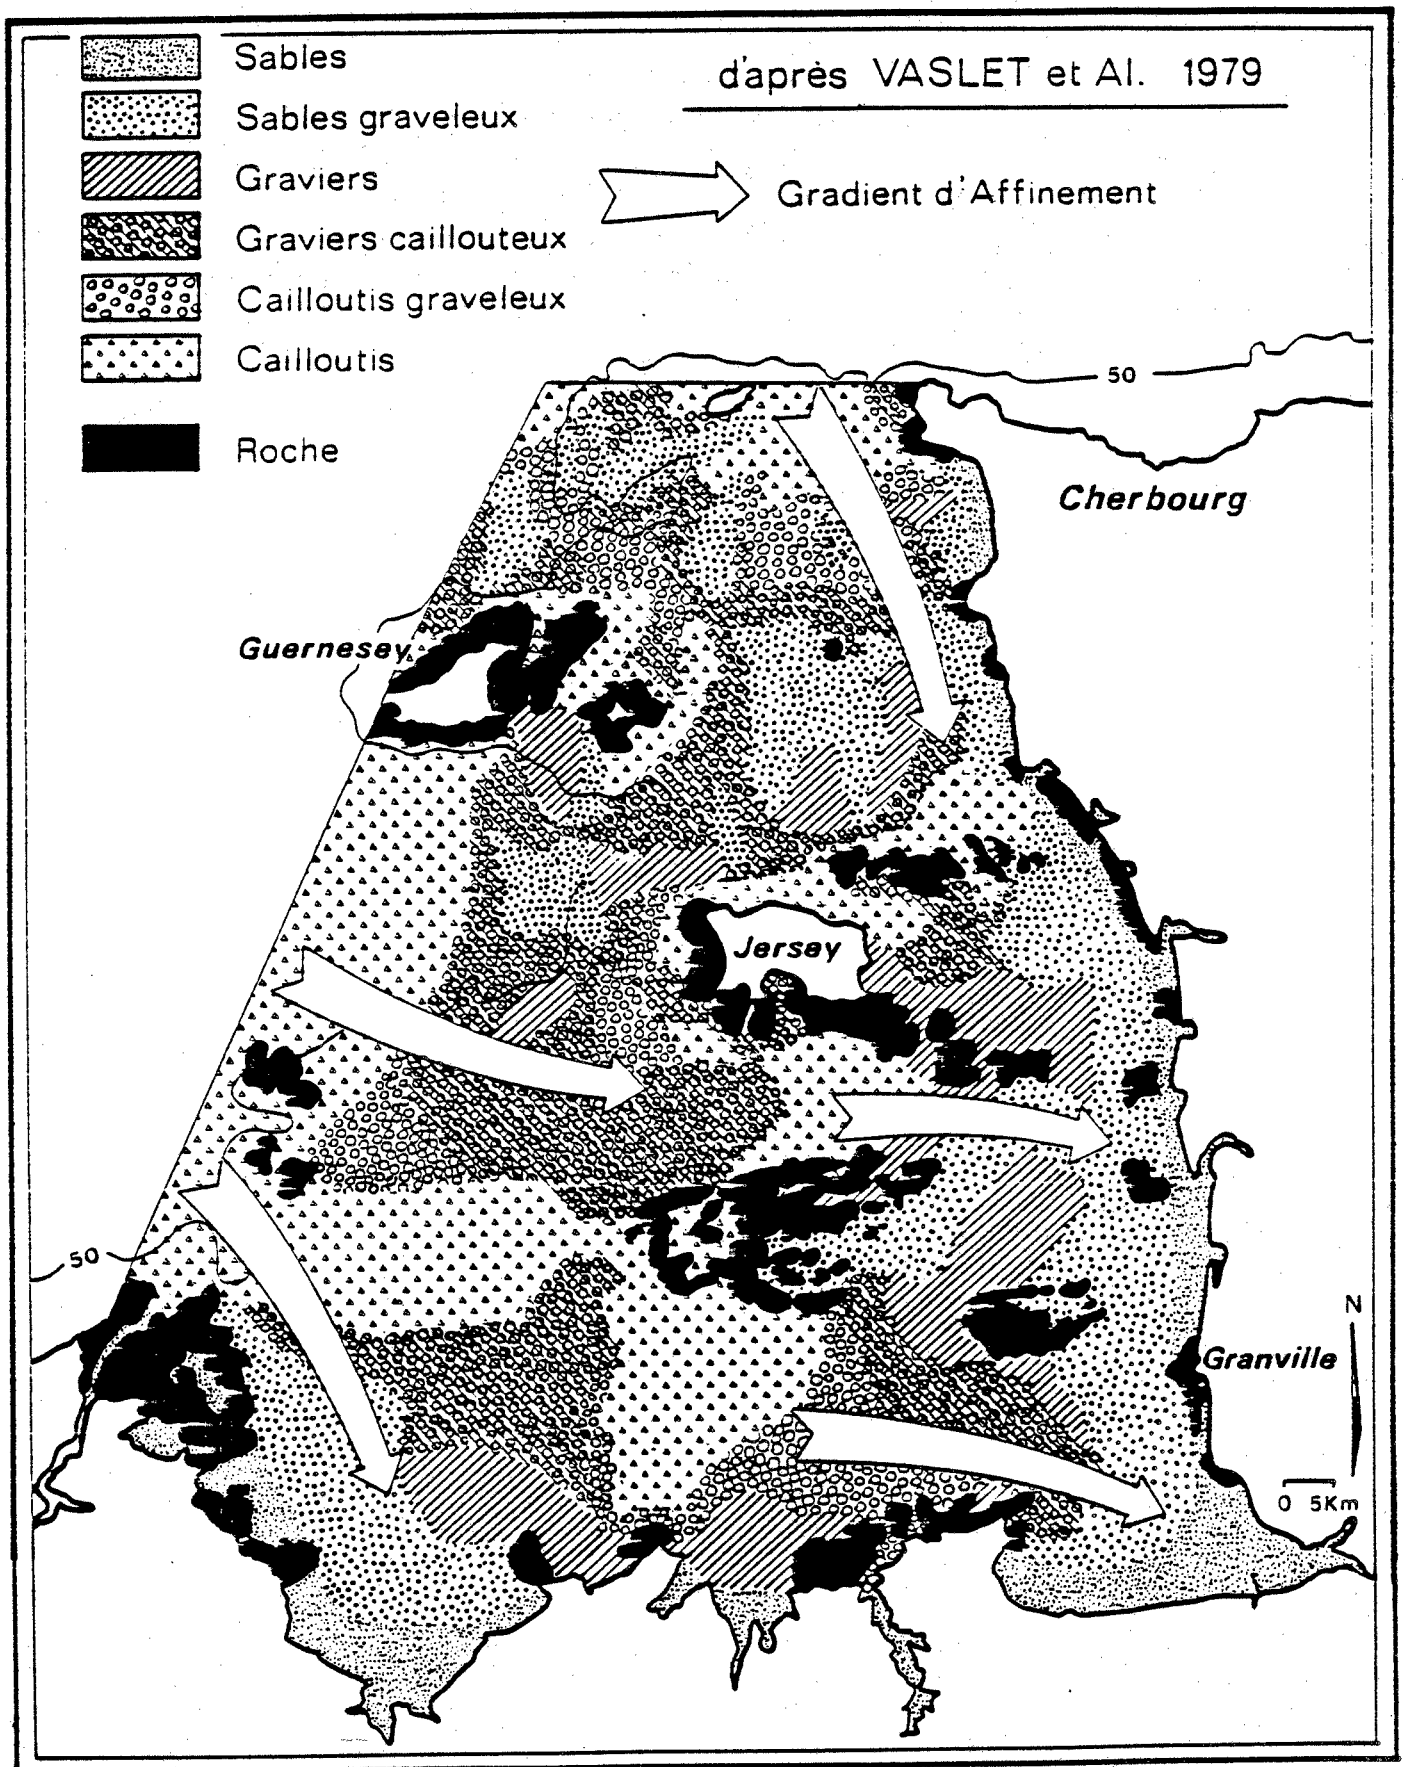 Sables
d'après VASLET et Al. 1979
Sables graveleux
Graviers
Gradient d'Affinement
Graviers caillouteux
Cailloutis graveleux
Cailloutis
50
Roche
Cherbourg
Guernesey
Jersey
50
N
Granville
0 5Km